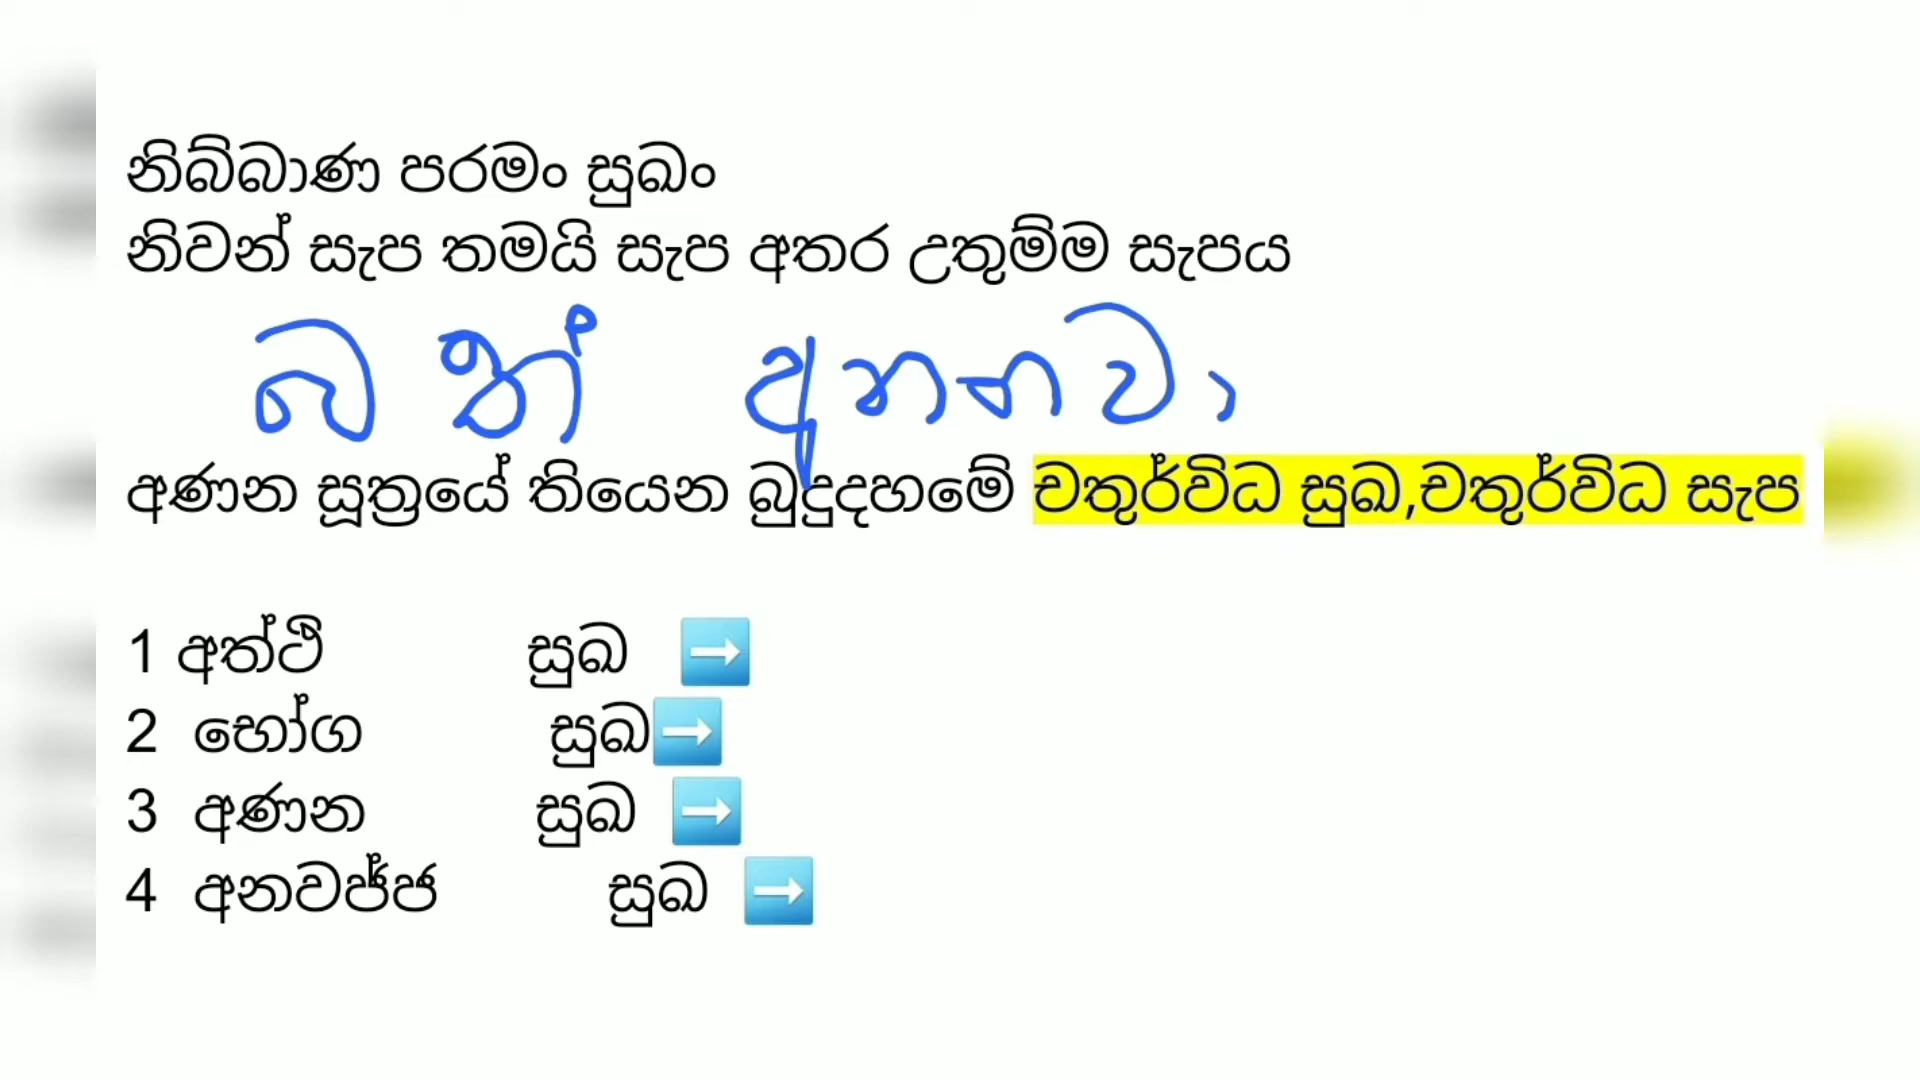 නිබ්බාණ පරමං සුඛං
නිවන් සැප තමයි සැප අතර උතුම්ම සැපය
බත් අනනවා
අණන සූත්‍රයේ තියෙන බුදුදහමේ චතුර්විධ සුඛ,චතුර්විධ සැප
1 අත්ථි සුඛ ➡️
2 භෝග සුඛ➡️
3 අණන සුඛ ➡️
4 අනවජ්ජ සුඛ ➡️